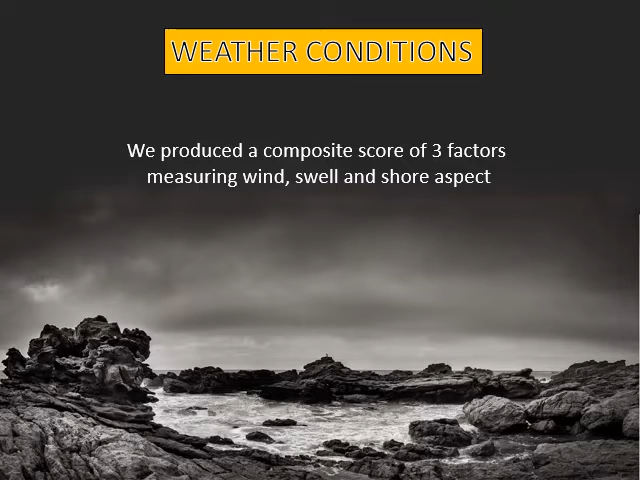 WEATHER CONDITIONS
We produced a composite score of 3 factors
measuring wind, swell and shore aspect